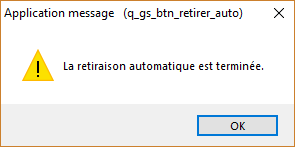 Application message (q_gs_btn_retirer_auto)
La retiraison automatique est terminée.
OK